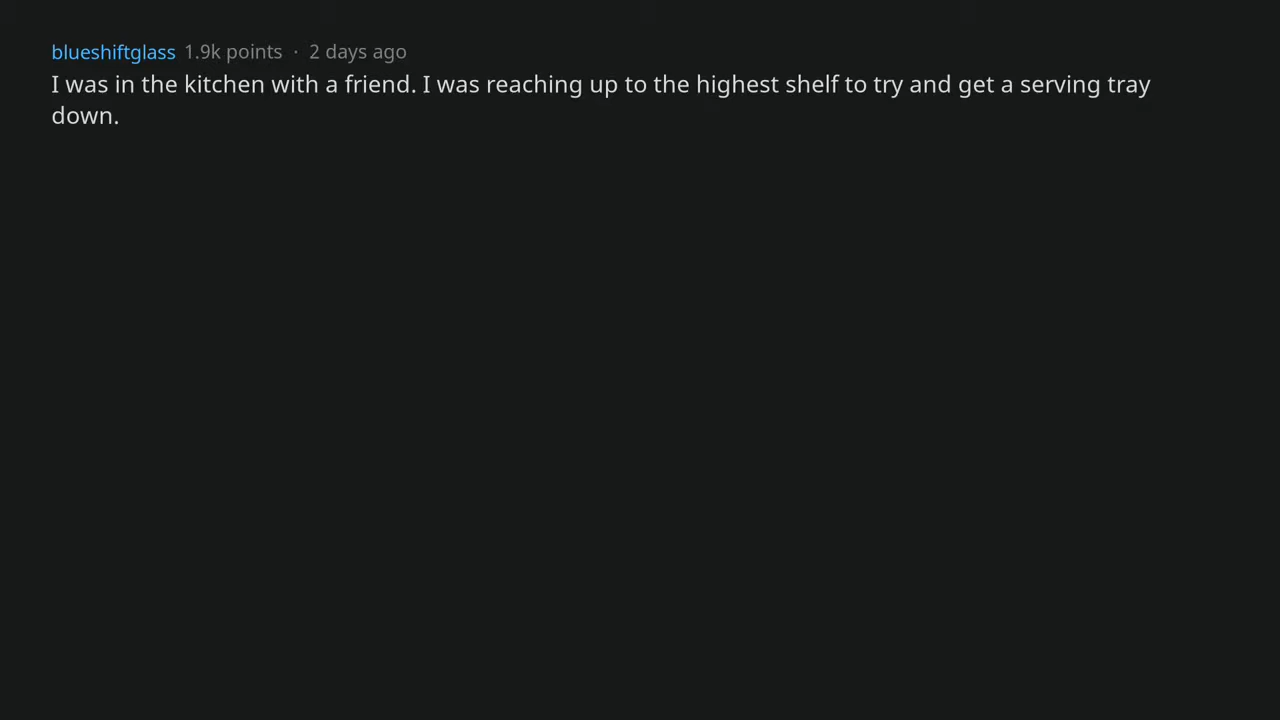 blueshiftglass 1.9k points · 2 days ago
I was in the kitchen with a friend. I was reaching up to the highest shelf to try and get a serving tray
down.